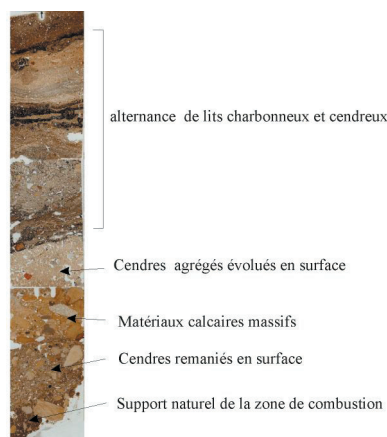 alternance de lits charbonneux et cendreux
Cendres agrégés évolués en surface
Matériaux calcaires massifs
Cendres remaniés en surface
Support naturel de la zone de combustion